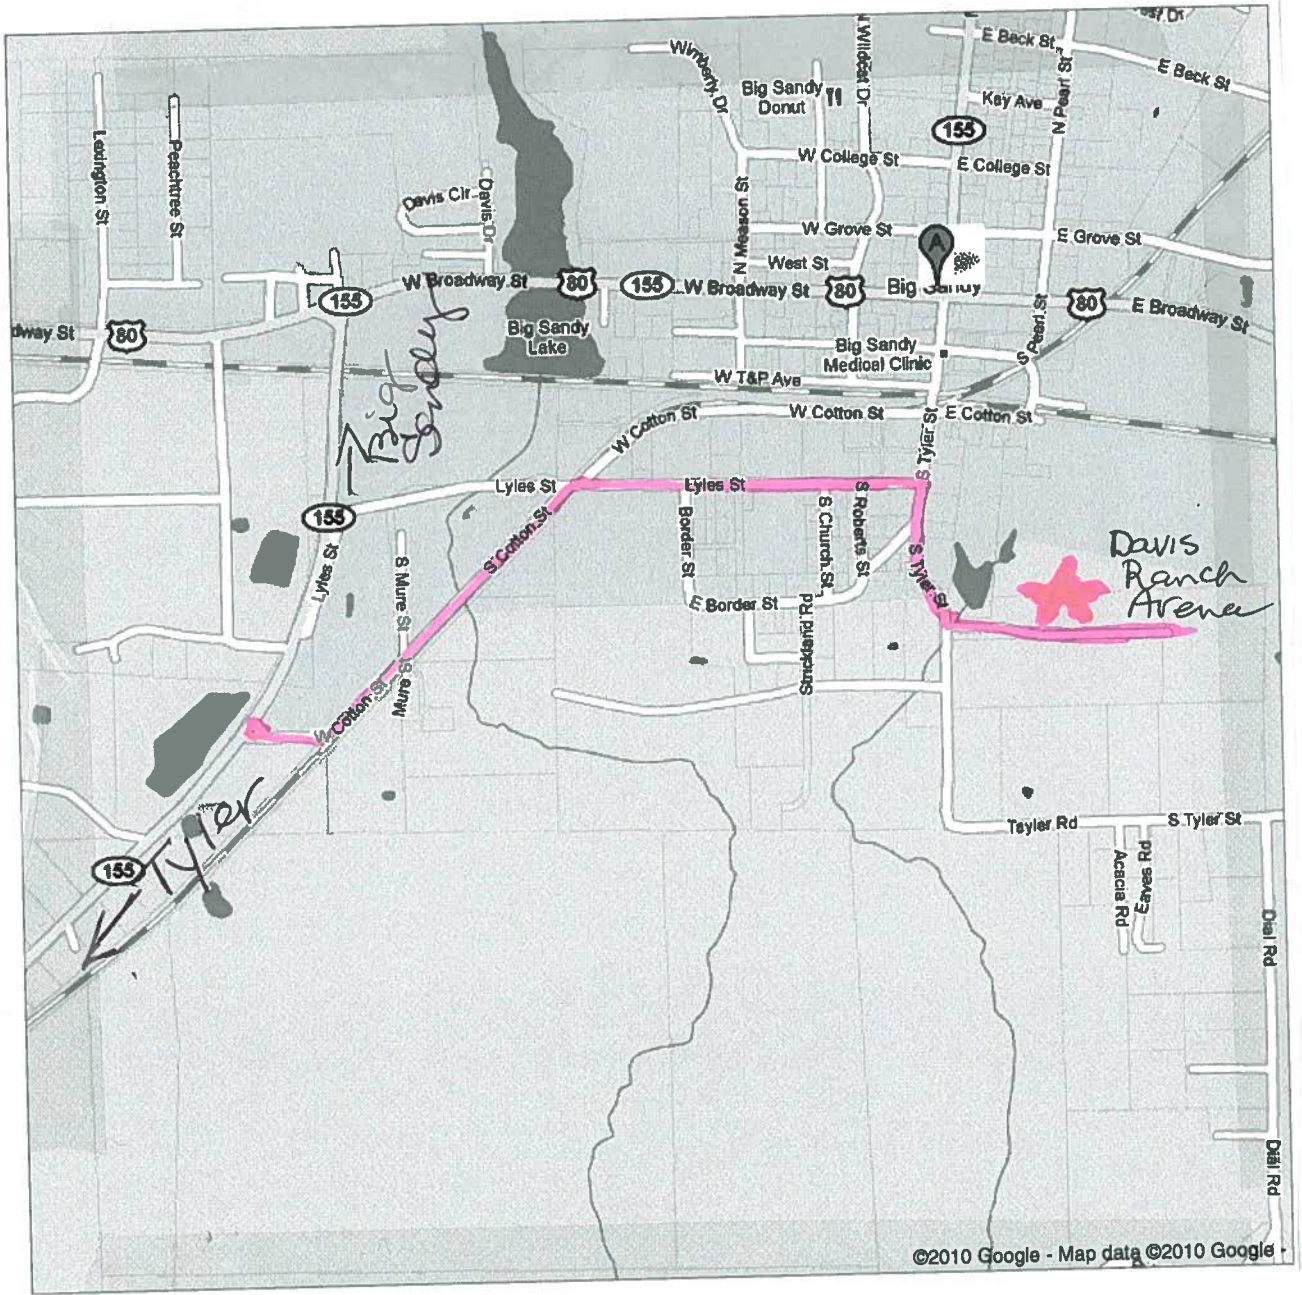 E Beck St
E Beck St
Wimberly Dr
N Wildcat Dr
N Pearl St
Big Sandy
Donut
Kay Ave
155
Lexington St
Peachtree St
W College St
E College St
Davis Cir
Davis Dr
N Meason St
W Grove St
E Grove St
A
West St
W Broadway St
80
155
W Broadway St
80
Big Sandy
80
E Broadway St
155
dway St
80
Big Sandy
Lake
S Pearl St
Big Sandy
Medical Clinic
W T&P Ave
W Cotton St
W Cotton St
E Cotton St
Big
Sandy
S Tyler St
Lyles St
Lyles St
155
Lyles St
S Cotton St
Border St
S Church St
S Roberts St
S Tyler St
Davis
Ranch
Arena
S Mure St
E Border St
Strickland Rd
S Mure St
W Cotton St
Tyler
155
Tayler Rd
S Tyler St
Acacia Rd
Eaves Rd
Dial Rd
Dial Rd
©2010 Google - Map data ©2010 Google -